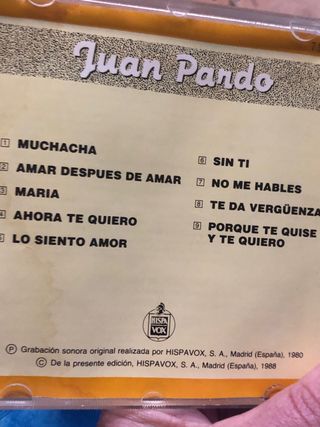 Juan Pando
1 MUCHACHA
2 AMAR DESPUES DE AMAR
3 MARIA
4 AHORA TE QUIERO
LO SIENTO AMOR
6 SIN TI
7 NO ME HABLES
8 TE DA VERGÜENZA
9 PORQUE TE QUISE
Y TE QUIERO
HISPA
VOX
Ⓟ Grabación sonora original realizada por HISPAVOX, S. A., Madrid (España), 1980
Ⓒ De la presente edición, HISPAVOX, S. A., Madrid (España), 1988